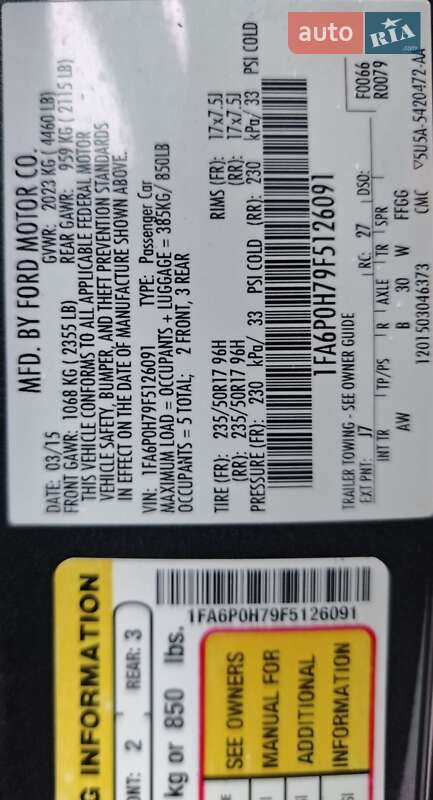 auto
RIA
.com
MFD. BY FORD MOTOR CO.
DATE: 03/15 GVWR: 2023 KG ( 4460 LB)
FRONT GAWR: 1068 KG ( 2355 LB) REAR GAWR: 959 KG ( 2115 LB)
THIS VEHICLE CONFORMS TO ALL APPLICABLE FEDERAL MOTOR
VEHICLE SAFETY, BUMPER, AND THEFT PREVENTION STANDARDS
IN EFFECT ON THE DATE OF MANUFACTURE SHOWN ABOVE.
VIN: 1FA6P0H79F5126091 TYPE: Passenger Car
MAXIMUM LOAD = OCCUPANTS + LUGGAGE = 385KG/ 850LB
OCCUPANTS = 5 TOTAL; 2 FRONT, 3 REAR
TIRE (FR): 235/50R17 96H RIMS (FR): 17x7.5J
(RR): 235/50R17 96H (RR): 17x7.5J
PRESSURE (FR): 230 kPa/ 33 PSI COLD (RR): 230 kPa/ 33 PSI COLD
1FA6P0H79F5126091
F0066
R0079
TRAILER TOWING - SEE OWNER GUIDE
EXT PNT: J7 RC: 27 DSO:
INT TR TP/PS R AXLE TR SPR
AW B 30 W FFGG
1201503046373 CMC ▽5U5A-5420472-AA
G INFORMATION
ONT: 2 REAR: 3
kg or 850 lbs.
1FA6P0H79F5126091
SEE OWNERS
MANUAL FOR
ADDITIONAL
INFORMATION